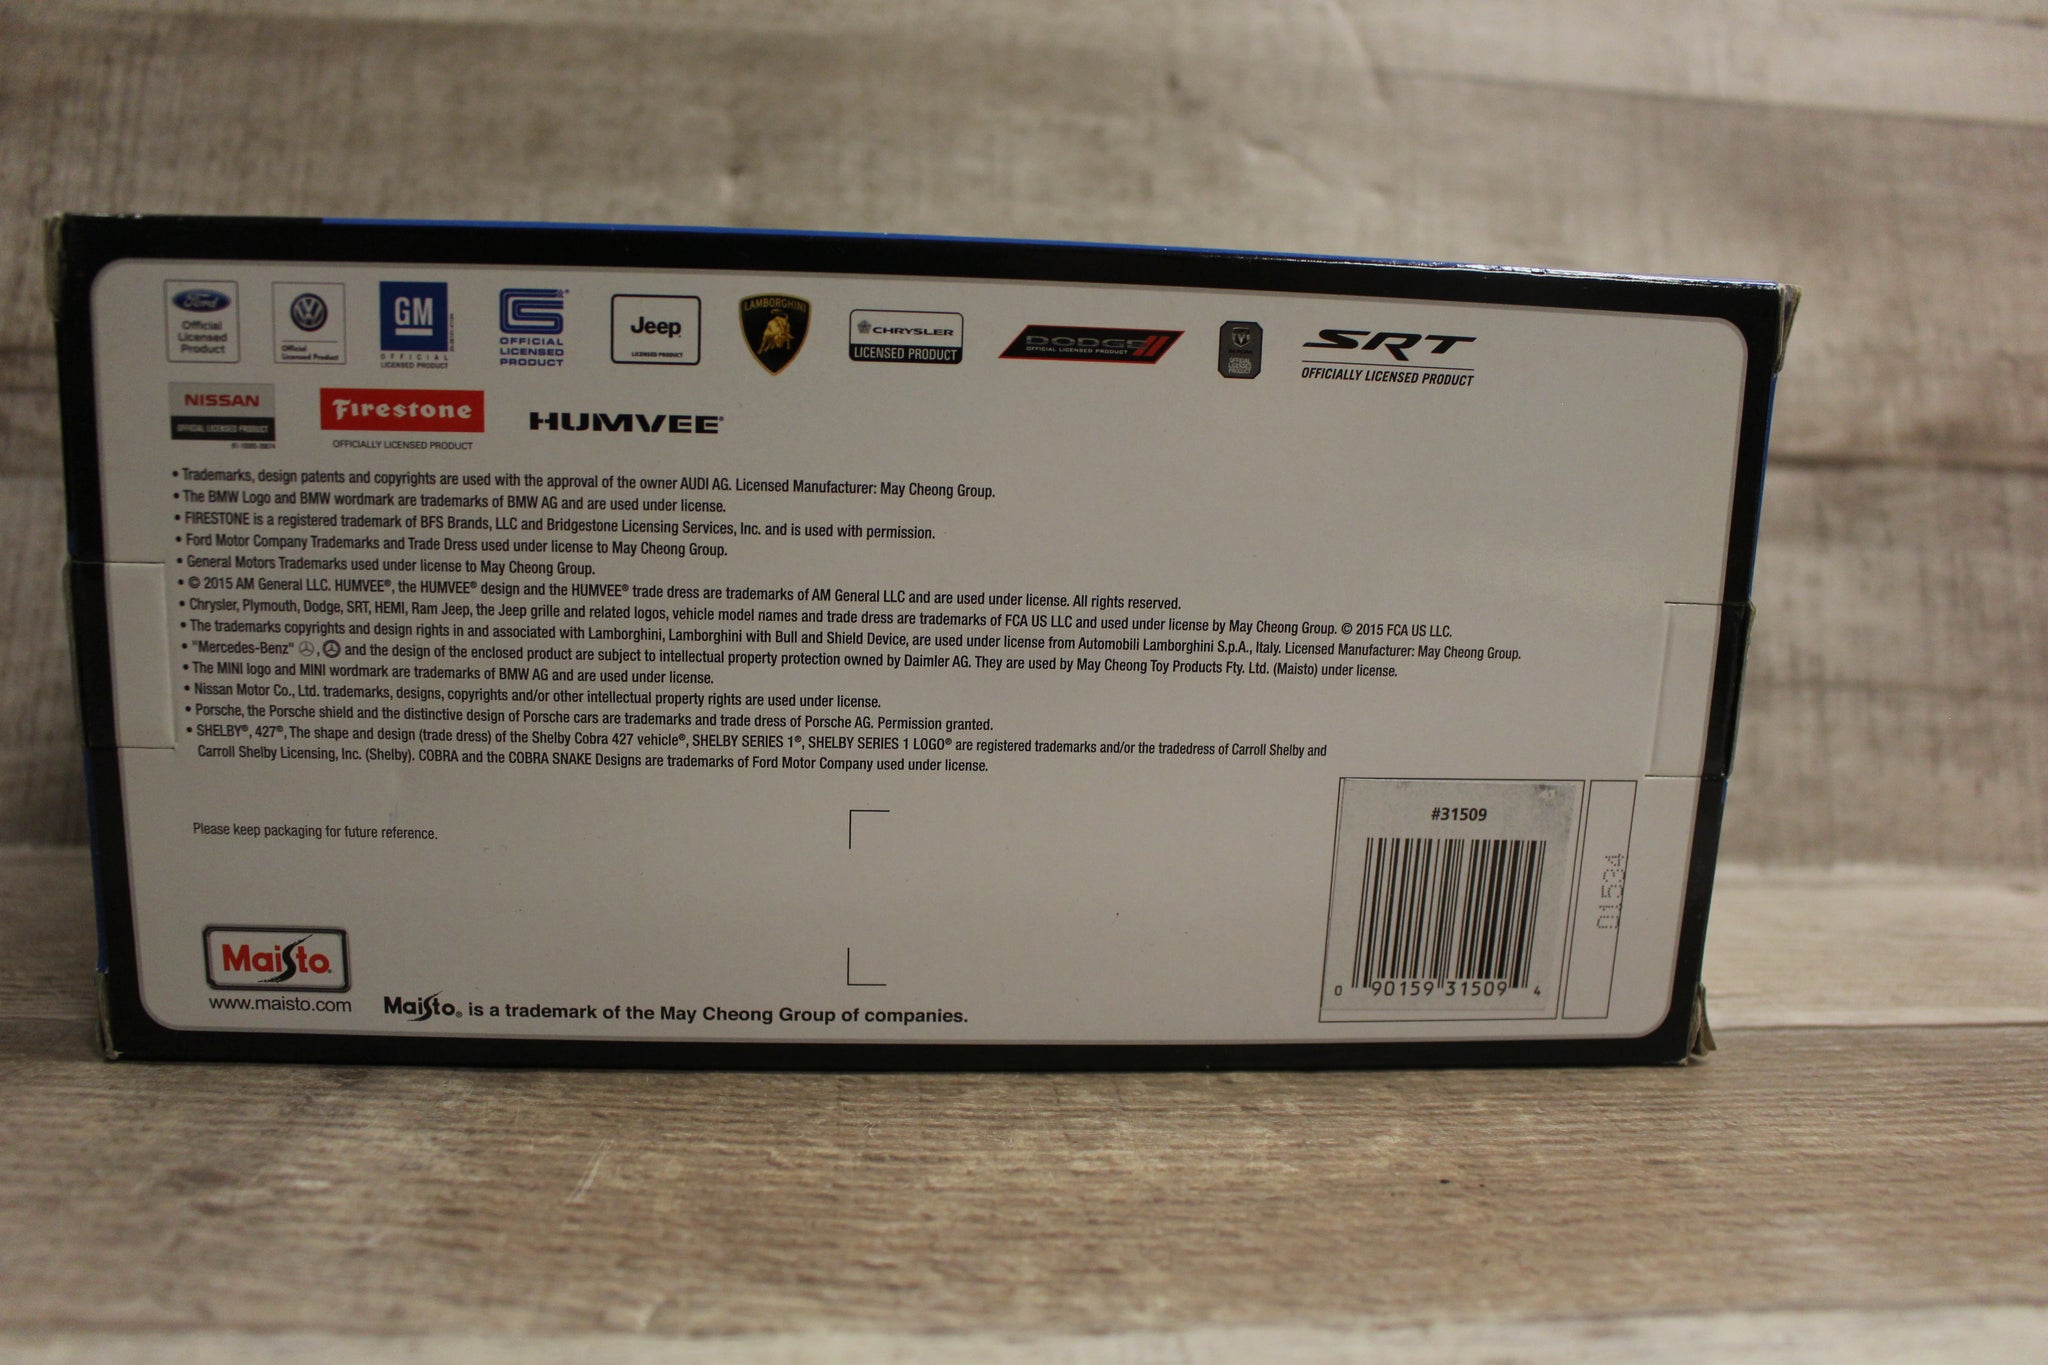 Ford
Official
Licensed
Product
Official
Licensed Product
GM
OFFICIAL
LICENSED PRODUCT
OFFICIAL
LICENSED
PRODUCT
Jeep
LICENSED PRODUCT
LAMBORGHINI
CHRYSLER
LICENSED PRODUCT
DODGE
OFFICIAL LICENSED PRODUCT
OFFICIAL
LICENSED
PRODUCT
SRT
OFFICIALLY LICENSED PRODUCT
NISSAN
OFFICIAL LICENSED PRODUCT
Firestone
OFFICIALLY LICENSED PRODUCT
HUMVEE®
• Trademarks, design patents and copyrights are used with the approval of the owner AUDI AG. Licensed Manufacturer: May Cheong Group.
• The BMW Logo and BMW wordmark are trademarks of BMW AG and are used under license.
• FIRESTONE is a registered trademark of BFS Brands, LLC and Bridgestone Licensing Services, Inc. and is used with permission.
• Ford Motor Company Trademarks and Trade Dress used under license to May Cheong Group.
• General Motors Trademarks used under license to May Cheong Group.
• © 2015 AM General LLC. HUMVEE®, the HUMVEE® design and the HUMVEE® trade dress are trademarks of AM General LLC and are used under license. All rights reserved.
• Chrysler, Plymouth, Dodge, SRT, HEMI, Ram Jeep, the Jeep grille and related logos, vehicle model names and trade dress are trademarks of FCA US LLC and used under license by May Cheong Group. © 2015 FCA US LLC.
• The trademarks copyrights and design rights in and associated with Lamborghini, Lamborghini with Bull and Shield Device, are used under license from Automobili Lamborghini S.p.A., Italy. Licensed Manufacturer: May Cheong Group.
• "Mercedes-Benz" , and the design of the enclosed product are subject to intellectual property protection owned by Daimler AG. They are used by May Cheong Toy Products Fty. Ltd. (Maisto) under license.
• The MINI logo and MINI wordmark are trademarks of BMW AG and are used under license.
• Nissan Motor Co., Ltd. trademarks, designs, copyrights and/or other intellectual property rights are used under license.
• Porsche, the Porsche shield and the distinctive design of Porsche cars are trademarks and trade dress of Porsche AG. Permission granted.
• SHELBY®, 427®, The shape and design (trade dress) of the Shelby Cobra 427 vehicle®, SHELBY SERIES 1®, SHELBY SERIES 1 LOGO® are registered trademarks and/or the tradedress of Carroll Shelby and
Carroll Shelby Licensing, Inc. (Shelby). COBRA and the COBRA SNAKE Designs are trademarks of Ford Motor Company used under license.
Please keep packaging for future reference.
#31509
0 90159 31509 4
01534
Maisto
www.maisto.com
Maisto® is a trademark of the May Cheong Group of companies.